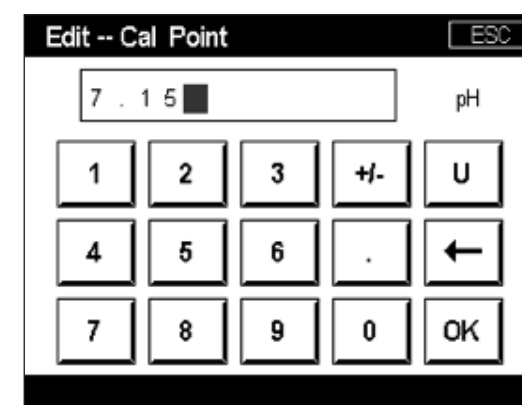 Edit -- Cal Point ESC
7 . 1 5 pH
1 2 3 +/- U
4 5 6 . ←
7 8 9 0 OK